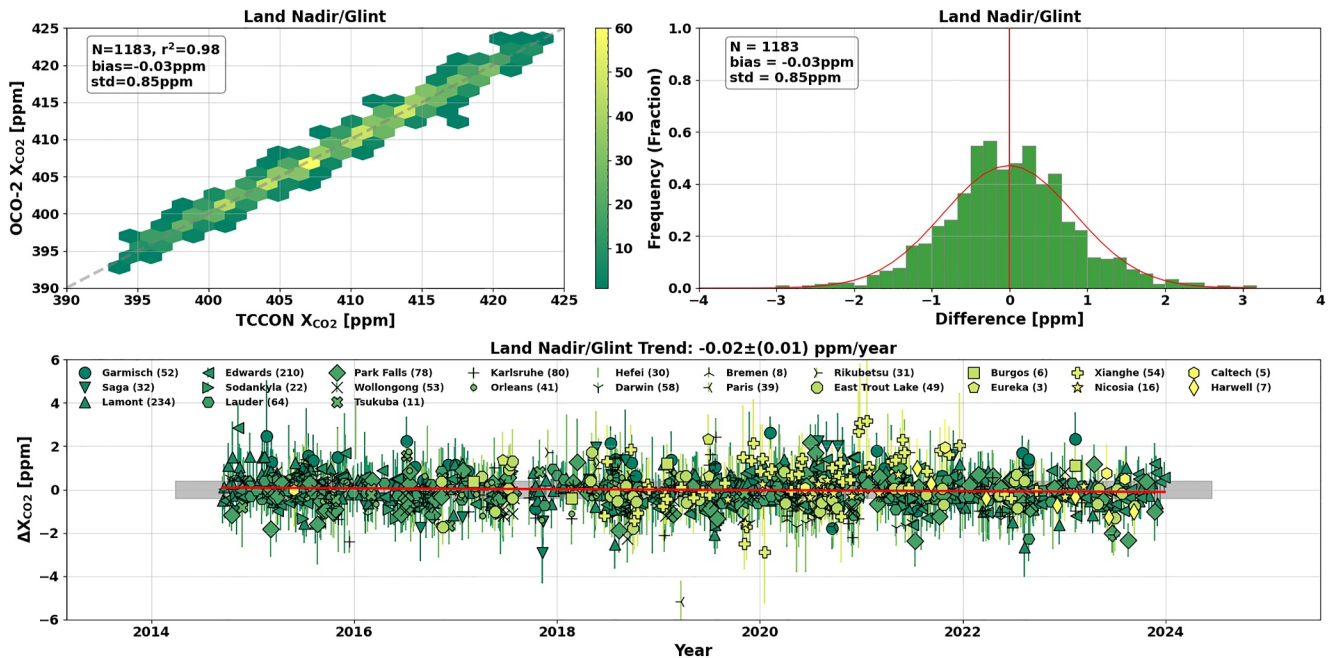 Land Nadir/Glint
N=1183, r²=0.98
bias=-0.03ppm
std=0.85ppm
OCO-2 X_CO2 [ppm]
425
420
415
410
405
400
395
390
390 395 400 405 410 415 420 425
TCCON X_CO2 [ppm]
60
50
40
30
20
10
Land Nadir/Glint
N = 1183
bias = -0.03ppm
std = 0.85ppm
Frequency (Fraction)
1.0
0.8
0.6
0.4
0.2
0.0
−4 −3 −2 −1 0 1 2 3 4
Difference [ppm]
Land Nadir/Glint Trend: -0.02±(0.01) ppm/year
Garmisch (52) Edwards (210) Park Falls (78) Karlsruhe (80) Hefei (30) Bremen (8) Rikubetsu (31) Burgos (6) Xianghe (54) Caltech (5)
Saga (32) Sodankyla (22) Wollongong (53) Orleans (41) Darwin (58) Paris (39) East Trout Lake (49) Eureka (3) Nicosia (16) Harwell (7)
Lamont (234) Lauder (64) Tsukuba (11)
ΔX_CO2 [ppm]
6
4
2
0
−2
−4
−6
2014 2016 2018 2020 2022 2024
Year